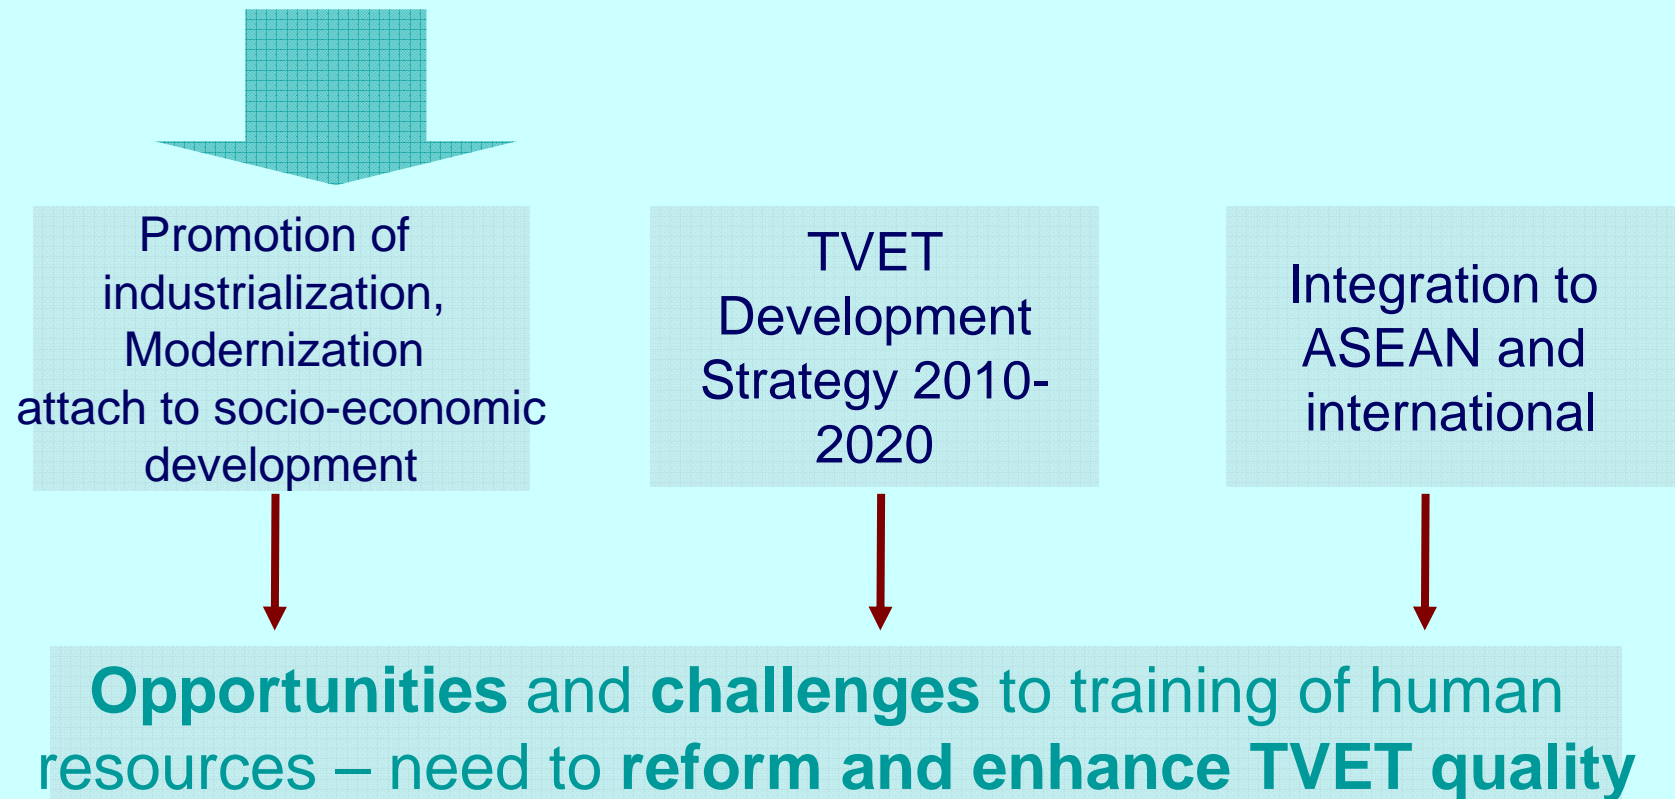 Promotion of
industrialization,
Modernization
attach to socio-economic
development
TVET
Development
Strategy 2010-
2020
Integration to
ASEAN and
international
Opportunities and challenges to training of human
resources – need to reform and enhance TVET quality